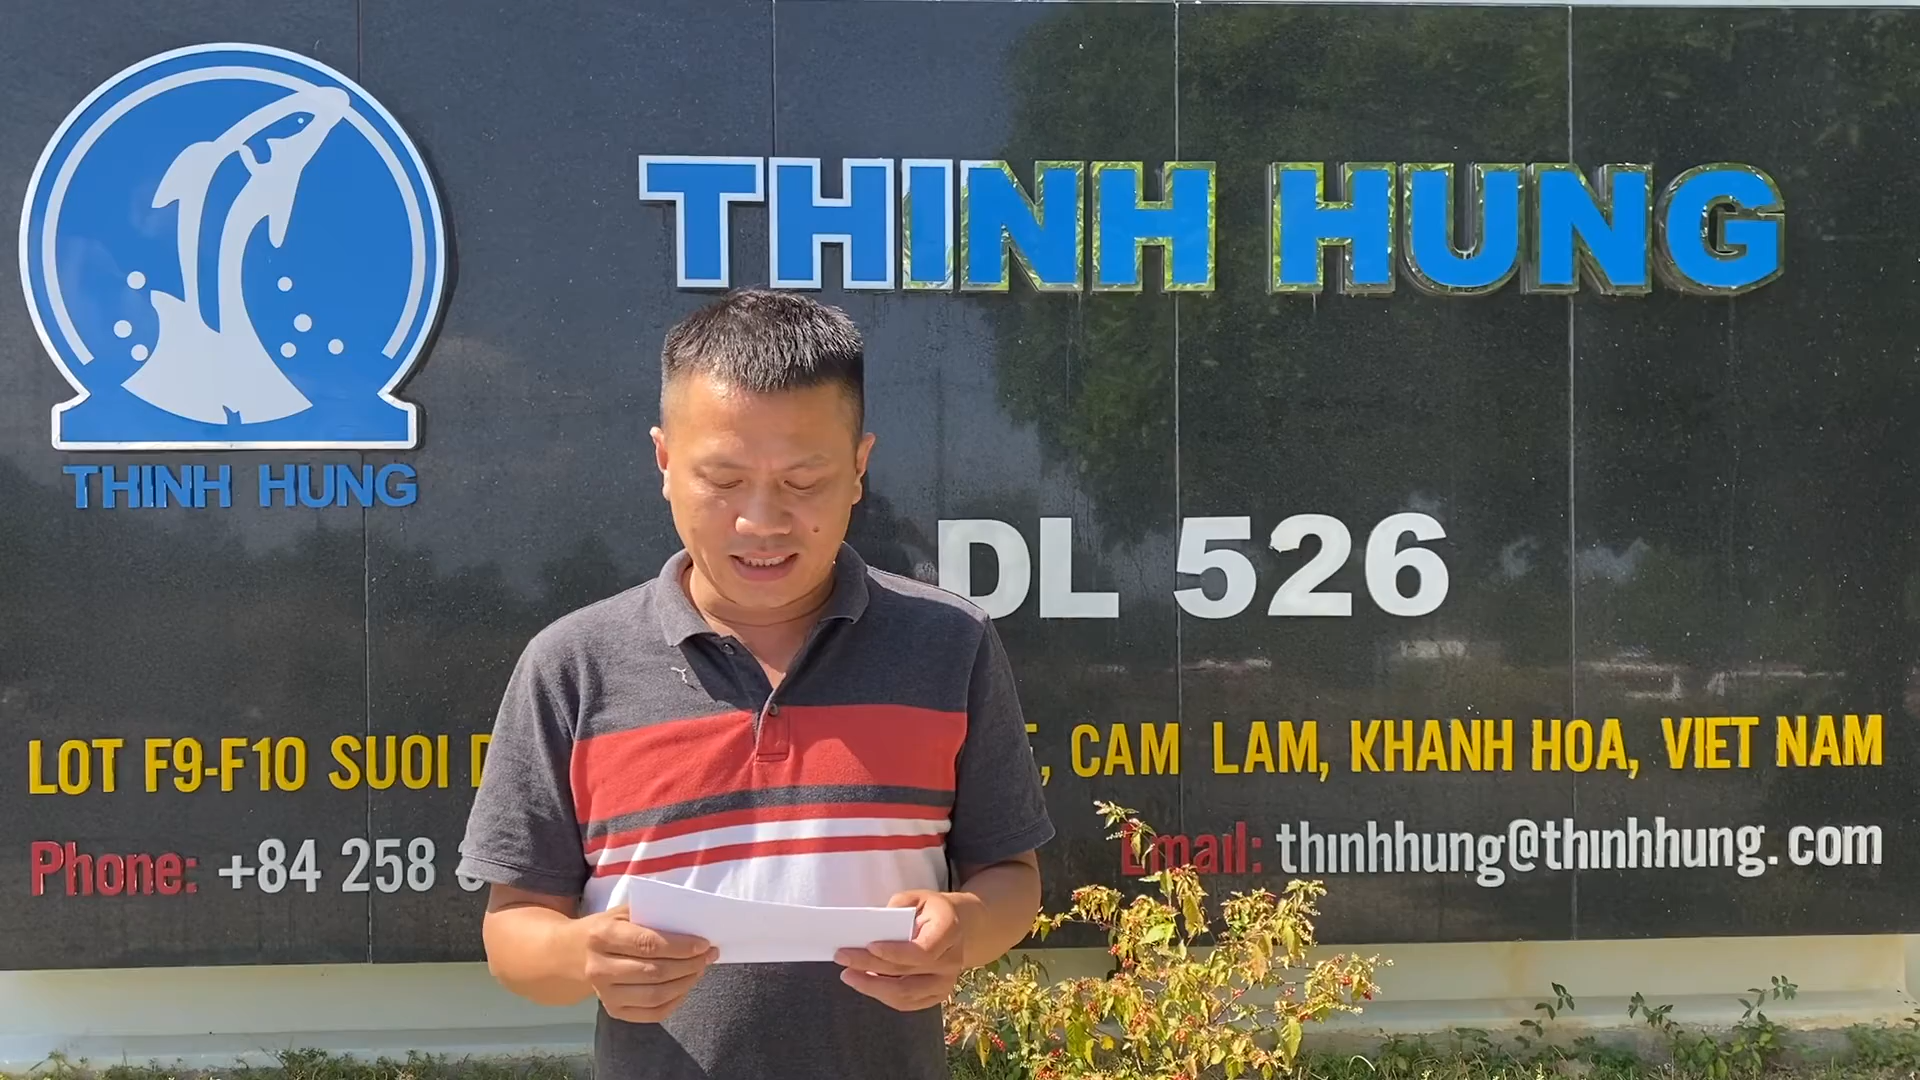 THINH HUNG
THINH HUNG
DL 526
LOT F9-F10 SUOI CAM LAM, KHANH HOA, VIET NAM
Phone: +84 258
Email: thinhhung@thinhhung.com